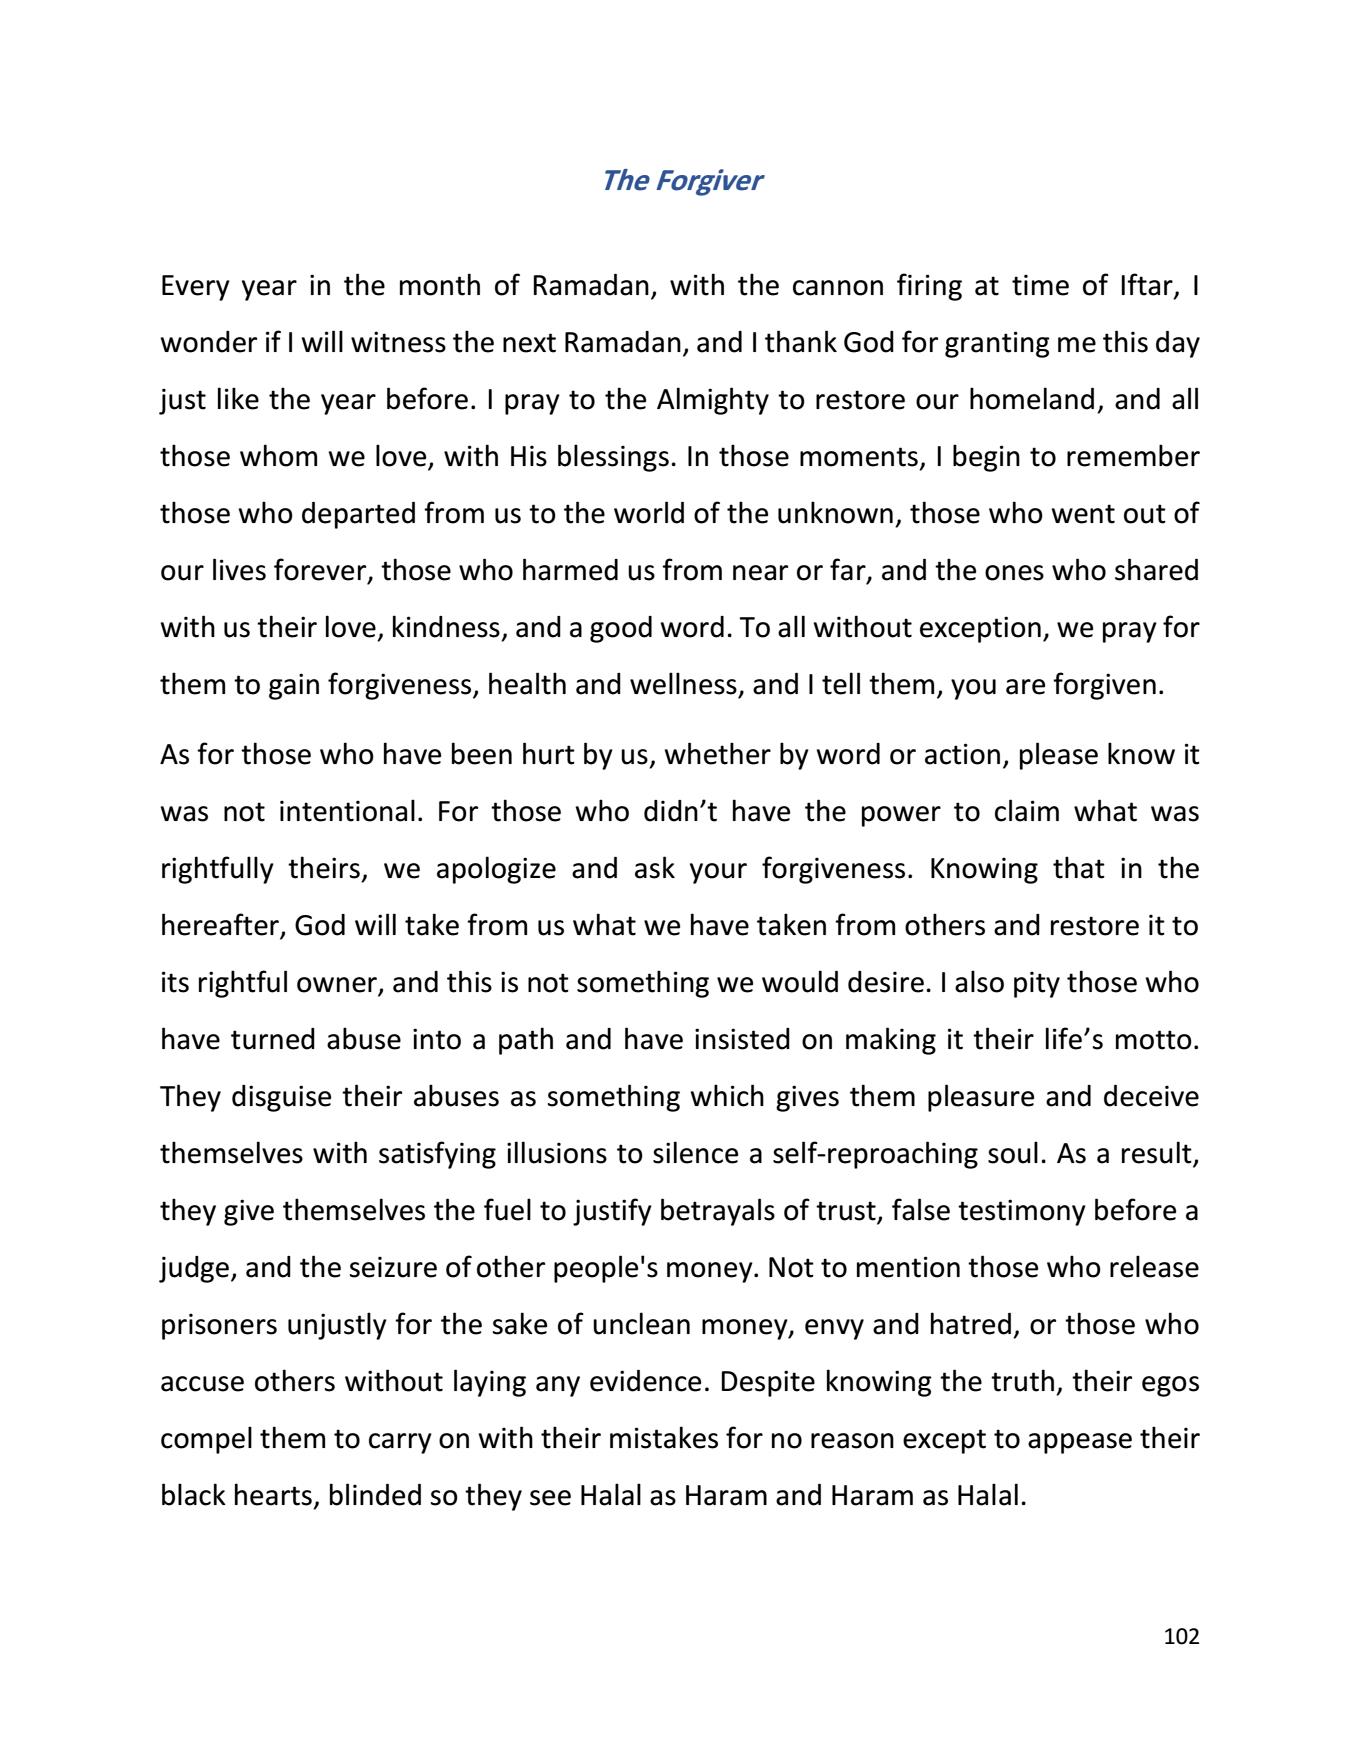 The Forgiver
Every year in the month of Ramadan, with the cannon firing at time of Iftar, I
wonder if I will witness the next Ramadan, and I thank God for granting me this day
just like the year before. I pray to the Almighty to restore our homeland, and all
those whom we love, with His blessings. In those moments, I begin to remember
those who departed from us to the world of the unknown, those who went out of
our lives forever, those who harmed us from near or far, and the ones who shared
with us their love, kindness, and a good word. To all without exception, we pray for
them to gain forgiveness, health and wellness, and I tell them, you are forgiven.
As for those who have been hurt by us, whether by word or action, please know it
was not intentional. For those who didn’t have the power to claim what was
rightfully theirs, we apologize and ask your forgiveness. Knowing that in the
hereafter, God will take from us what we have taken from others and restore it to
its rightful owner, and this is not something we would desire. I also pity those who
have turned abuse into a path and have insisted on making it their life’s motto.
They disguise their abuses as something which gives them pleasure and deceive
themselves with satisfying illusions to silence a self-reproaching soul. As a result,
they give themselves the fuel to justify betrayals of trust, false testimony before a
judge, and the seizure of other people's money. Not to mention those who release
prisoners unjustly for the sake of unclean money, envy and hatred, or those who
accuse others without laying any evidence. Despite knowing the truth, their egos
compel them to carry on with their mistakes for no reason except to appease their
black hearts, blinded so they see Halal as Haram and Haram as Halal.
102